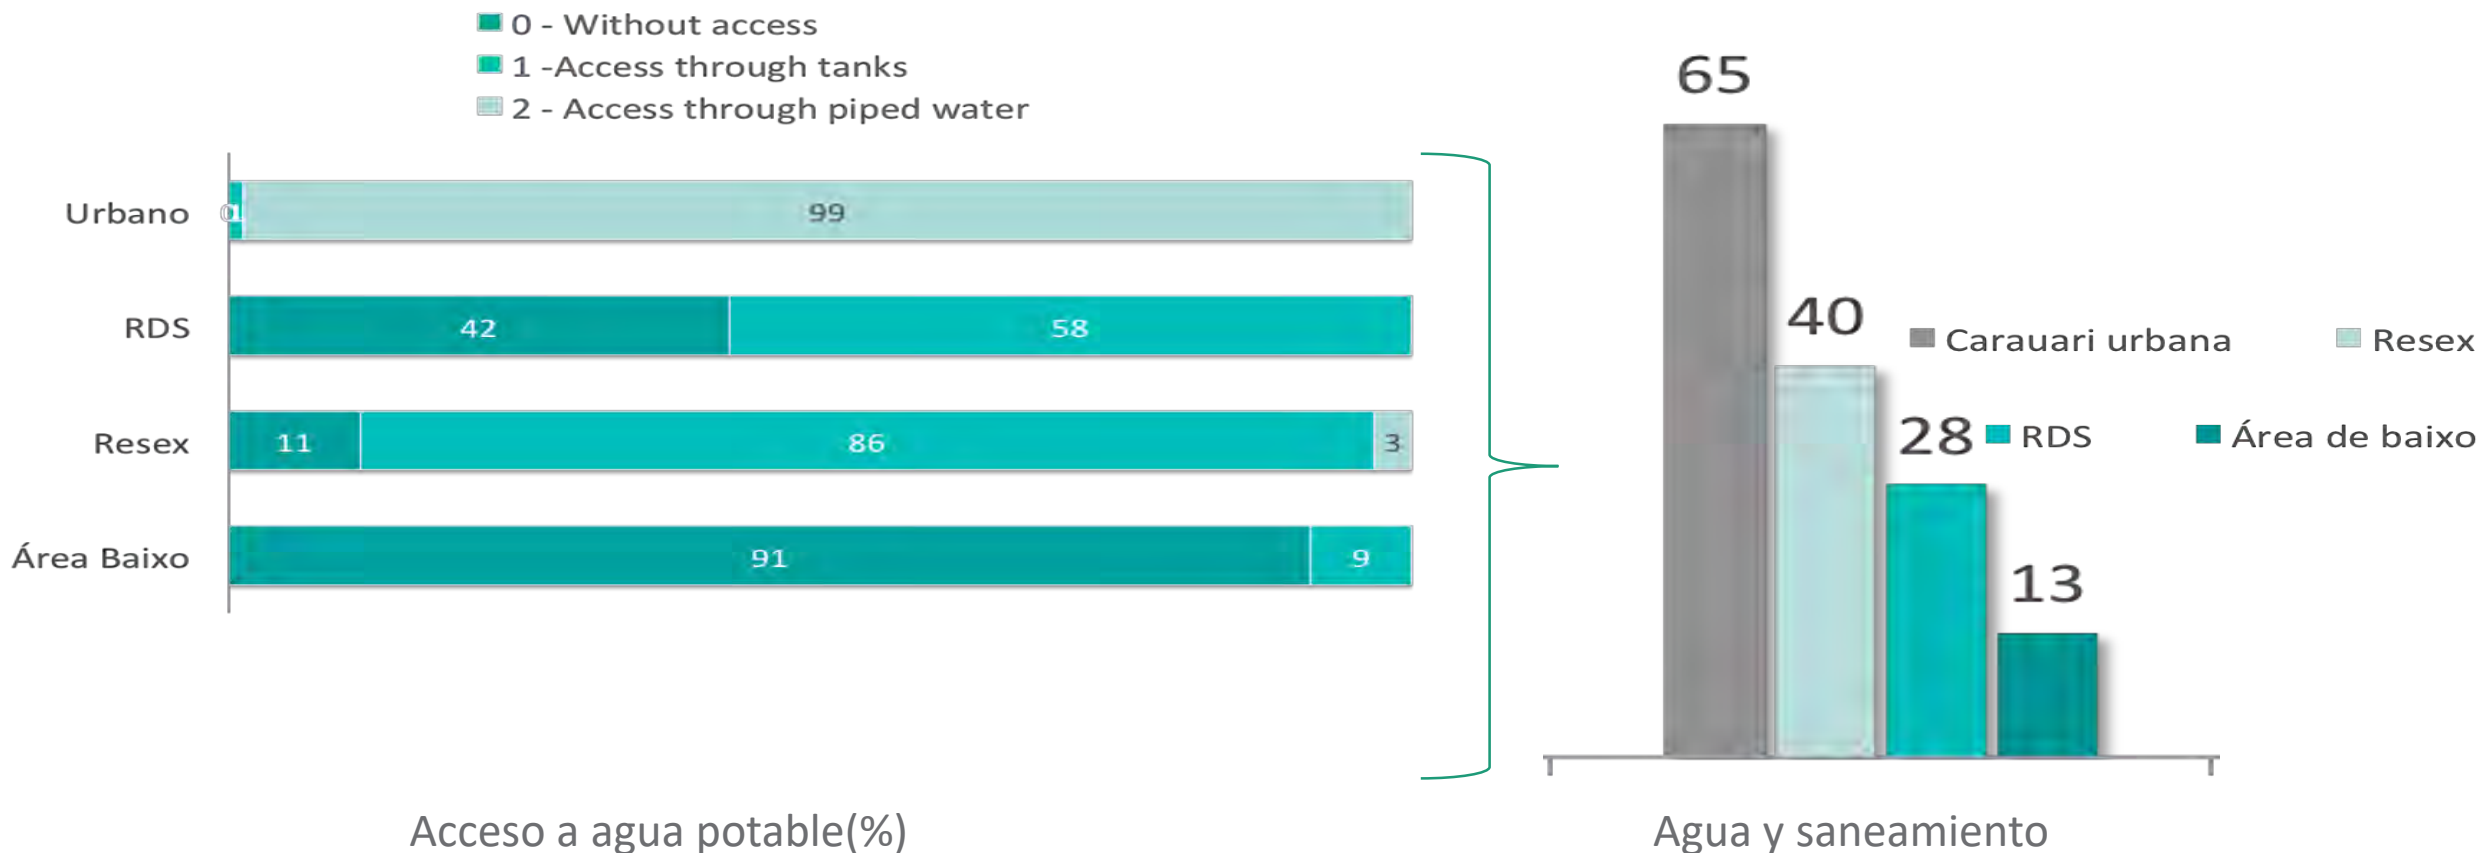 0 - Without access
1 -Access through tanks
2 - Access through piped water
Urbano
0
1
99
RDS
42
58
Resex
11
86
3
Área Baixo
91
9
Acceso a agua potable(%)
65
40
28
13
Carauari urbana
Resex
RDS
Área de baixo
Agua y saneamiento